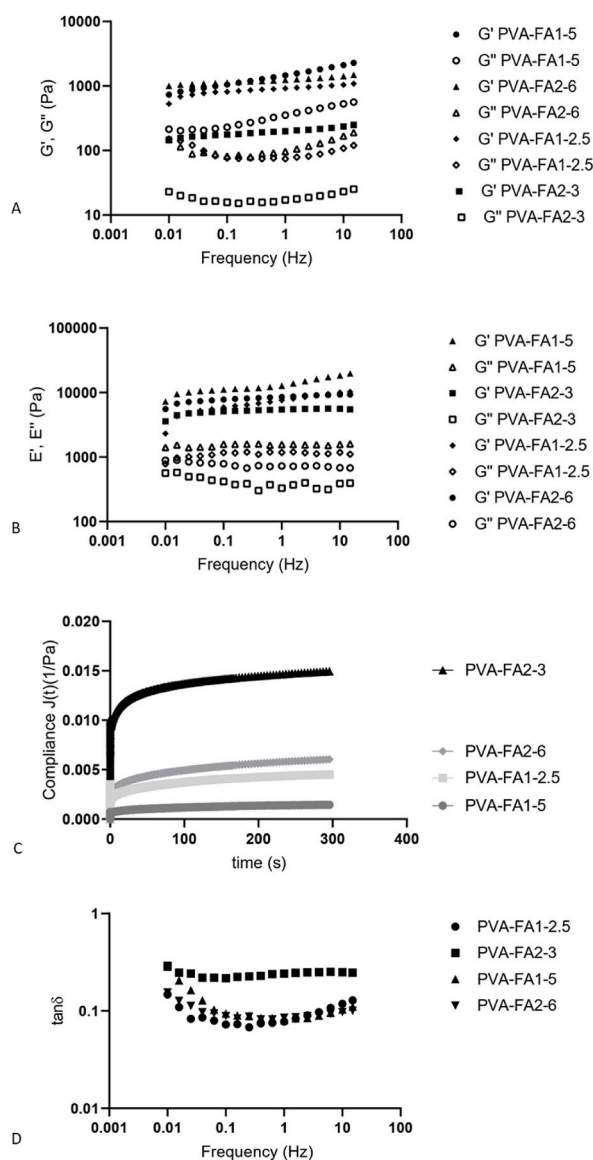 10000
1000
100
10
G', G'' (Pa)
0.001 0.01 0.1 1 10 100
Frequency (Hz)
G' PVA-FA1-5
G'' PVA-FA1-5
G' PVA-FA2-6
G'' PVA-FA2-6
G' PVA-FA1-2.5
G'' PVA-FA1-2.5
G' PVA-FA2-3
G'' PVA-FA2-3
A
100000
10000
1000
100
E', E'' (Pa)
0.001 0.01 0.1 1 10 100
Frequency (Hz)
G' PVA-FA1-5
G'' PVA-FA1-5
G' PVA-FA2-3
G'' PVA-FA2-3
G' PVA-FA1-2.5
G'' PVA-FA1-2.5
G' PVA-FA2-6
G'' PVA-FA2-6
B
0.020
0.015
0.010
0.005
0.000
Compliance J(t)(1/Pa)
0 100 200 300 400
time (s)
PVA-FA2-3
PVA-FA2-6
PVA-FA1-2.5
PVA-FA1-5
C
1
0.1
0.01
tanδ
0.001 0.01 0.1 1 10 100
Frequency (Hz)
PVA-FA1-2.5
PVA-FA2-3
PVA-FA1-5
PVA-FA2-6
D